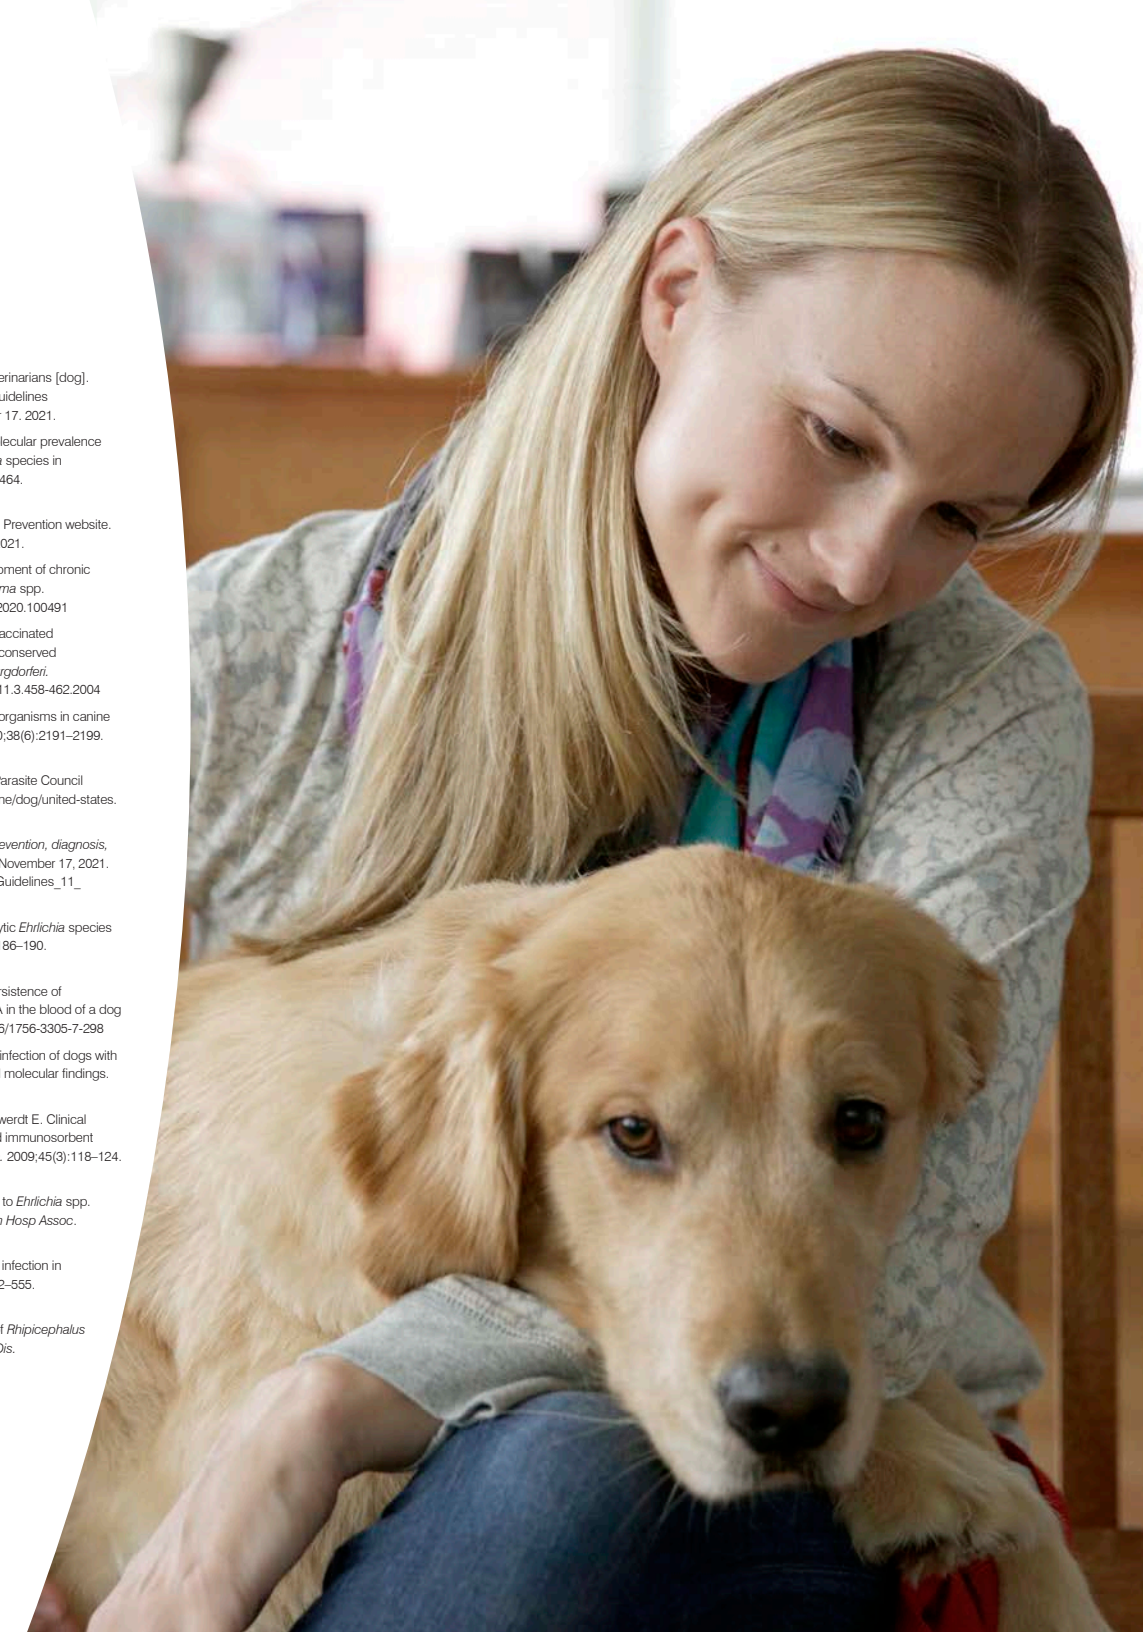 erinarians [dog].
uidelines
17. 2021.
lecular prevalence
species in
464.
Prevention website.
021.
pment of chronic
ma spp.
2020.100491
accinated
conserved
rgdorferi.
11.3.458-462.2004
organisms in canine
0;38(6):2191–2199.
Parasite Council
ne/dog/united-states.
evention, diagnosis,
November 17, 2021.
Guidelines_11_
ytic Ehrlichia species
186–190.
rsistence of
A in the blood of a dog
6/1756-3305-7-298
infection of dogs with
molecular findings.
werdt E. Clinical
d immunosorbent
. 2009;45(3):118–124.
to Ehrlichia spp.
Hosp Assoc.
infection in
2–555.
f Rhipicephalus
Dis.